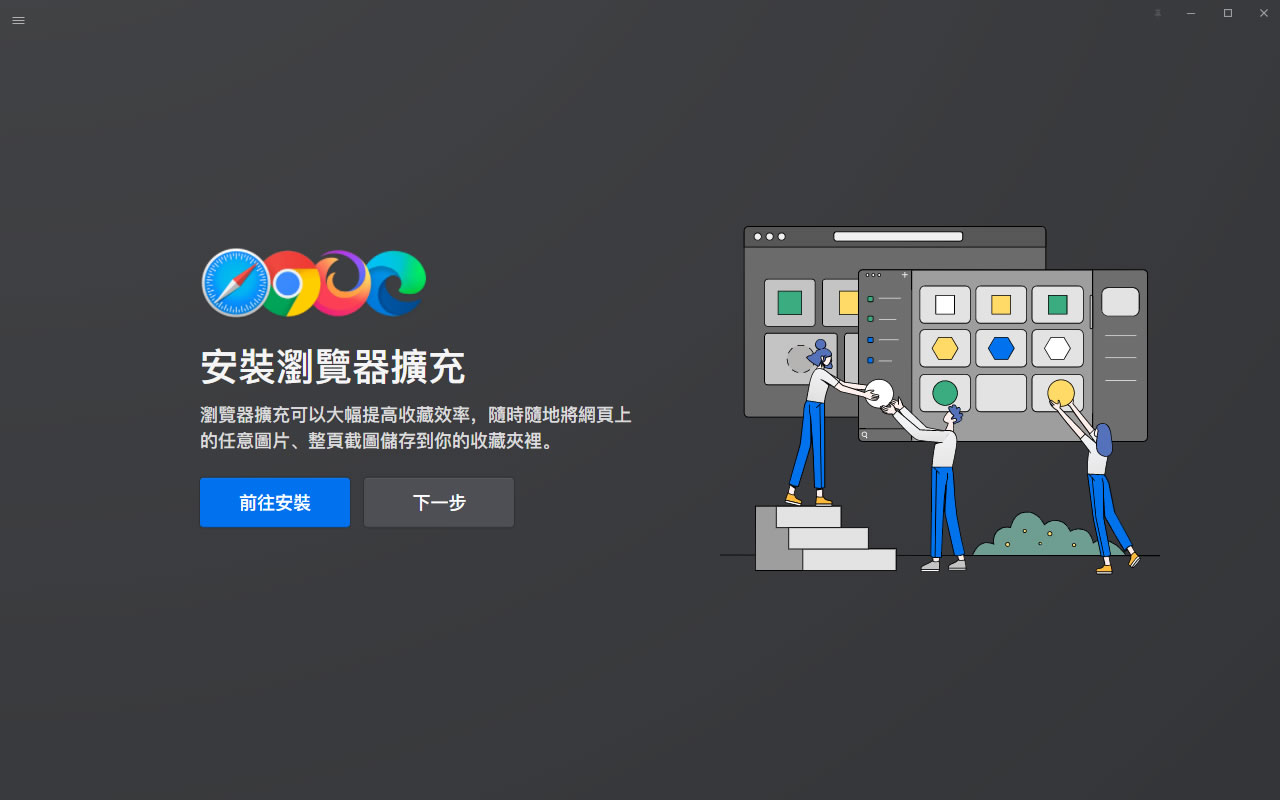 安裝瀏覽器擴充
瀏覽器擴充可以大幅提高收藏效率，隨時隨地將網頁上
的任意圖片、整頁截圖儲存到你的收藏夾裡。
前往安裝
下一步